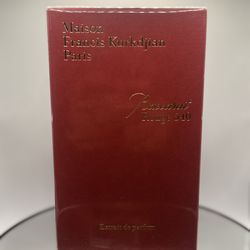 Maison
Francis Kurkdjian
Paris
Baccarat
Rouge 540
Extrait de parfum